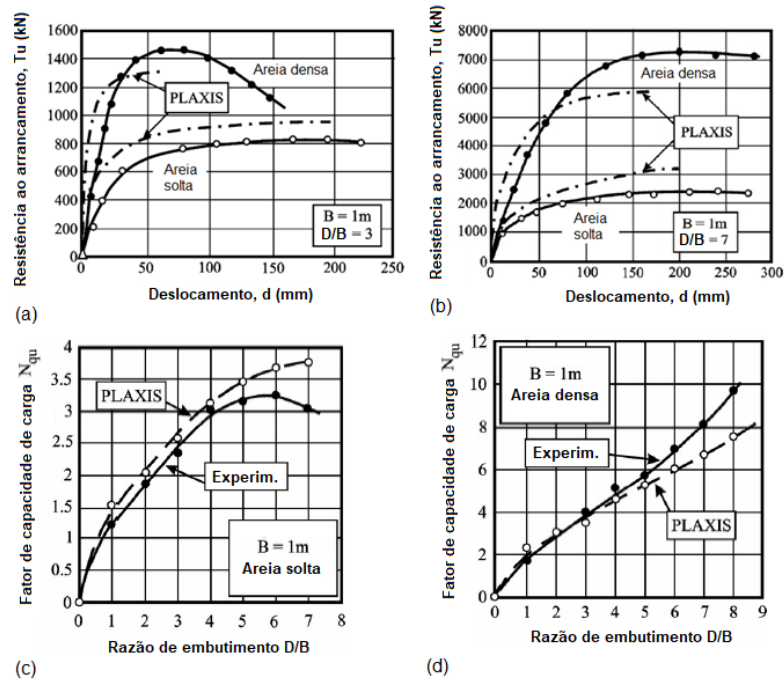 Resistência ao arrancamento, Tu (kN)
1600
1400
1200
1000
800
600
400
200
0
Areia densa
PLAXIS
Areia
solta
B = 1m
D/B = 3
0 50 100 150 200 250
Deslocamento, d (mm)
(a)
Resistência ao arrancamento, Tu (kN)
8000
7000
6000
5000
4000
3000
2000
1000
0
Areia densa
PLAXIS
Areia
solta
B = 1m
D/B = 7
0 50 100 150 200 250 300
Deslocamento, d (mm)
(b)
Fator de capacidade de carga Nqu
4
3.5
3
2.5
2
1.5
1
0.5
0
PLAXIS
Experim.
B = 1m
Areia solta
0 1 2 3 4 5 6 7 8
Razão de embutimento D/B
(c)
Fator de capacidade de carga Nqu
12
10
8
6
4
2
0
B = 1m
Areia densa
Experim.
PLAXIS
0 1 2 3 4 5 6 7 8 9
Razão de embutimento D/B
(d)